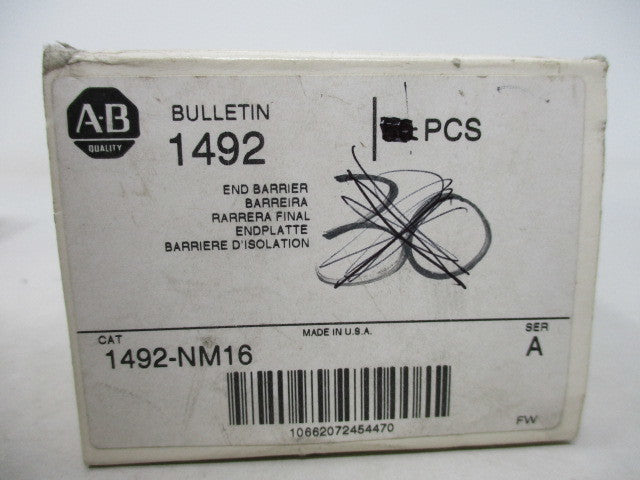 A-B
QUALITY
BULLETIN
1492
PCS
END BARRIER
BARREIRA
RARRERA FINAL
ENDPLATTE
BARRIERE D'ISOLATION
30
CAT
1492-NM16
MADE IN U.S.A.
SER
A
10662072454470
FW